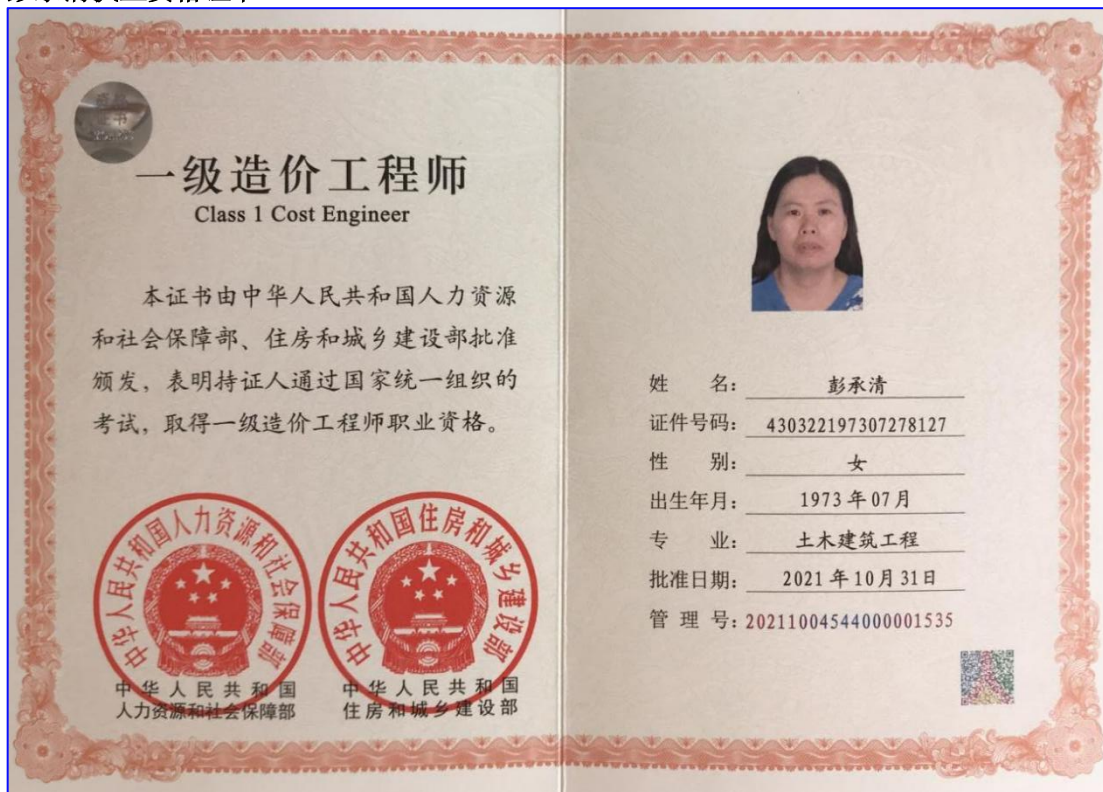 一级造价工程师
Class 1 Cost Engineer
本证书由中华人民共和国人力资源
和社会保障部、住房和城乡建设部批准
颁发,表明持证人通过国家统一组织的
考试,取得一级造价工程师职业资格。
中华人民共和国人力资源和社会保障部
中华人民共和国住房和城乡建设部
中华人民共和国
人力资源和社会保障部
中华人民共和国
住房和城乡建设部
姓 名: 彭承清
证件号码: 430322197307278127
性 别: 女
出生年月: 1973年07月
专 业: 土木建筑工程
批准日期: 2021年10月31日
管 理 号: 20211004544000001535